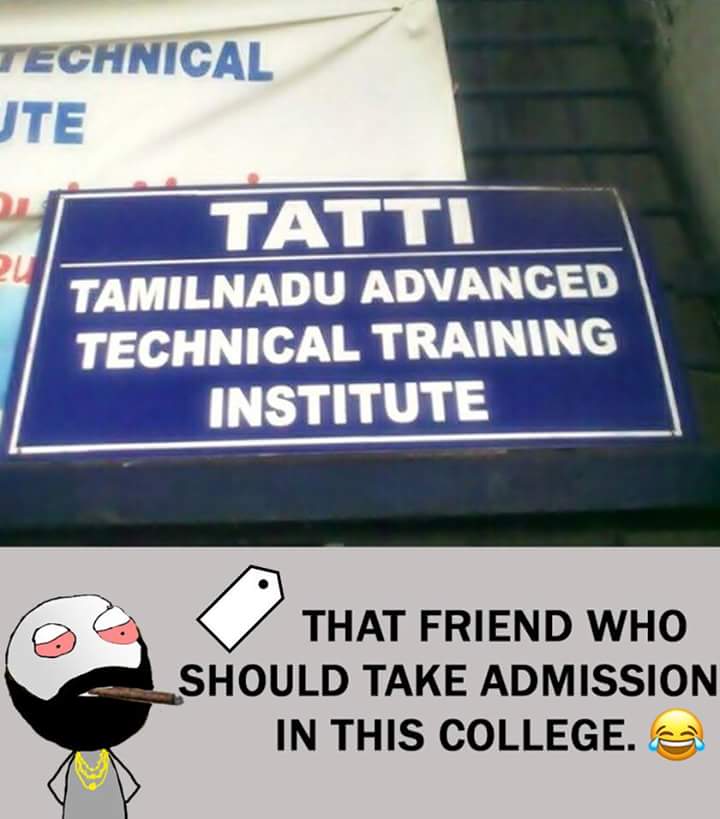 TECHNICAL
UTE
TATTI
TAMILNADU ADVANCED
TECHNICAL TRAINING
INSTITUTE
THAT FRIEND WHO
SHOULD TAKE ADMISSION
IN THIS COLLEGE. 😂